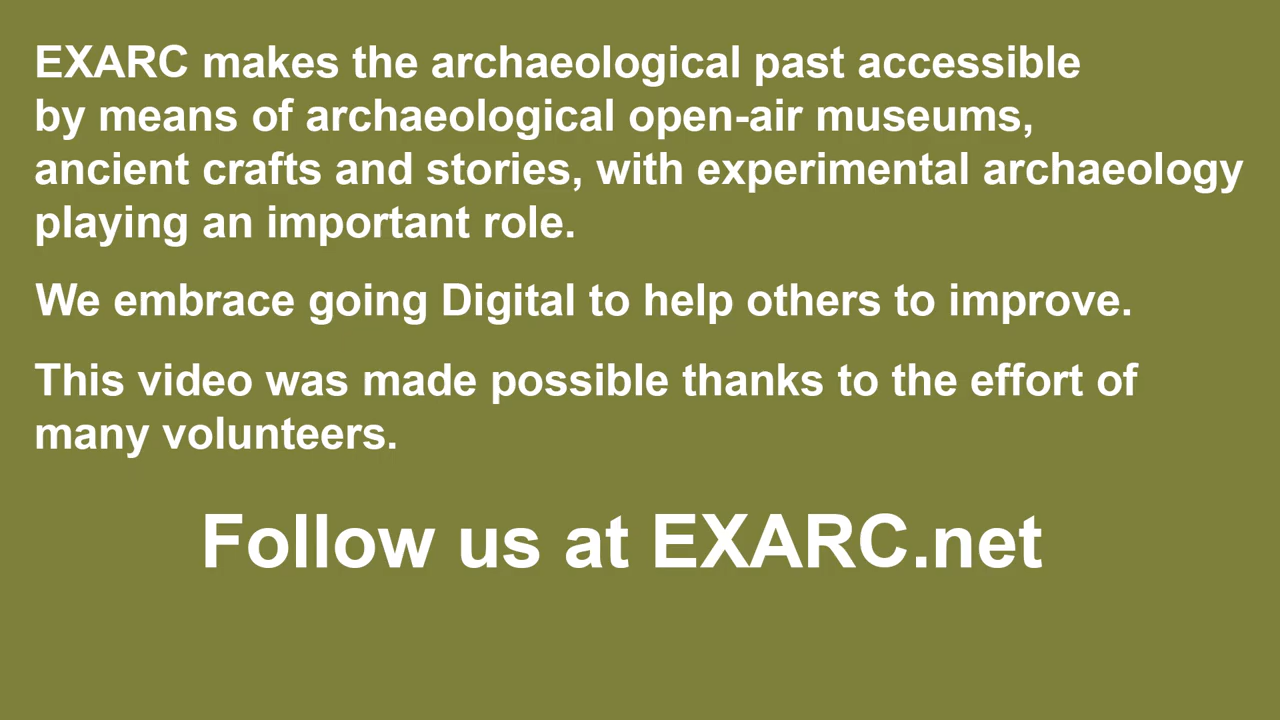 EXARC makes the archaeological past accessible
by means of archaeological open-air museums,
ancient crafts and stories, with experimental archaeology
playing an important role.
We embrace going Digital to help others to improve.
This video was made possible thanks to the effort of
many volunteers.
Follow us at EXARC.net